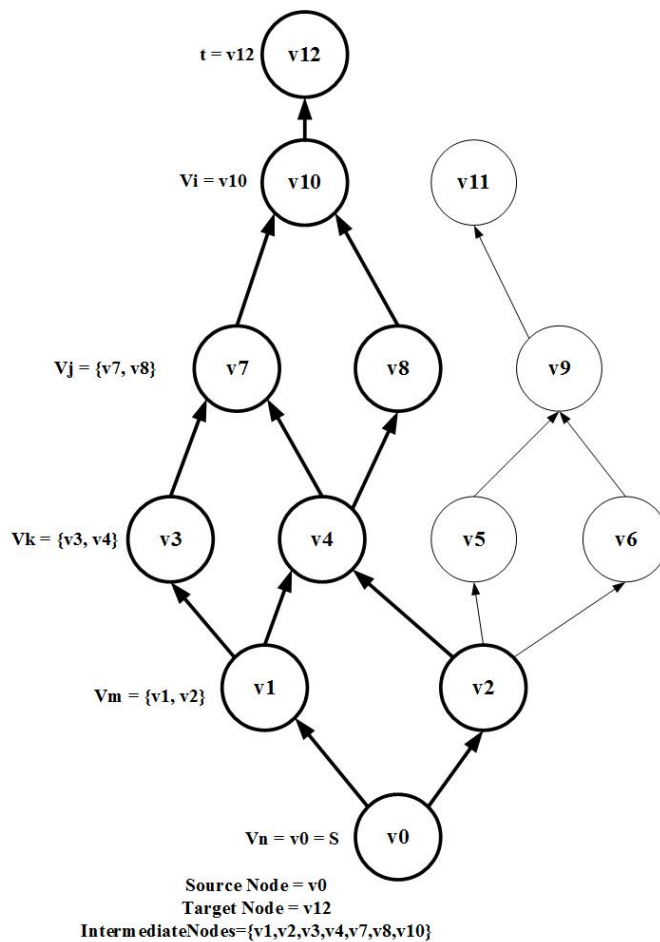 t = v12 v12
Vi = v10 v10 v11
Vj = {v7, v8} v7 v8 v9
Vk = {v3, v4} v3 v4 v5 v6
Vm = {v1, v2} v1 v2
Vn = v0 = S v0
Source Node = v0
Target Node = v12
IntermediateNodes={v1,v2,v3,v4,v7,v8,v10}